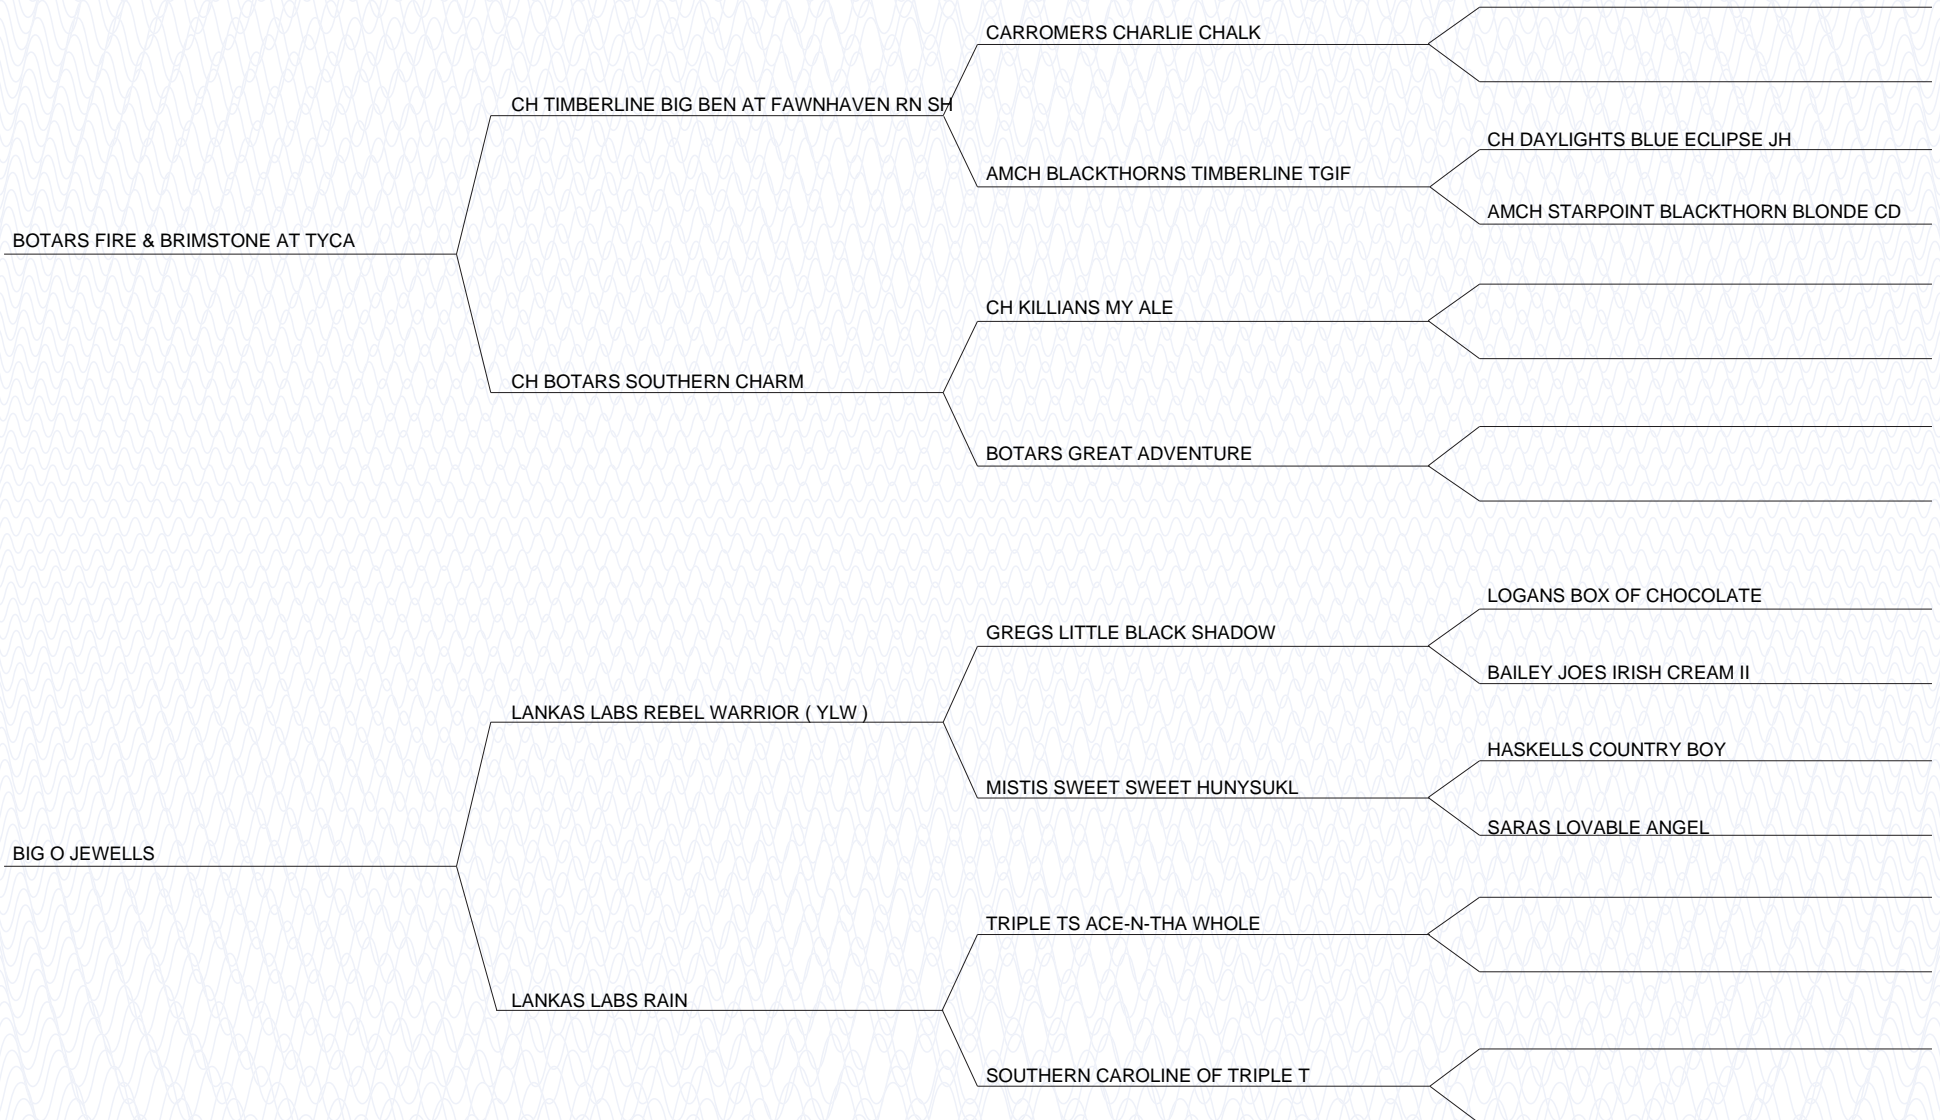 CARROMERS CHARLIE CHALK
CH TIMBERLINE BIG BEN AT FAWNHAVEN RN SH
CH DAYLIGHTS BLUE ECLIPSE JH
AMCH BLACKTHORNS TIMBERLINE TGIF
AMCH STARPOINT BLACKTHORN BLONDE CD
BOTARS FIRE & BRIMSTONE AT TYCA
CH KILLIANS MY ALE
CH BOTARS SOUTHERN CHARM
BOTARS GREAT ADVENTURE
LOGANS BOX OF CHOCOLATE
GREGS LITTLE BLACK SHADOW
BAILEY JOES IRISH CREAM II
LANKAS LABS REBEL WARRIOR ( YLW )
HASKELLS COUNTRY BOY
MISTIS SWEET SWEET HUNYSUKL
SARAS LOVABLE ANGEL
BIG O JEWELLS
TRIPLE TS ACE-N-THA WHOLE
LANKAS LABS RAIN
SOUTHERN CAROLINE OF TRIPLE T